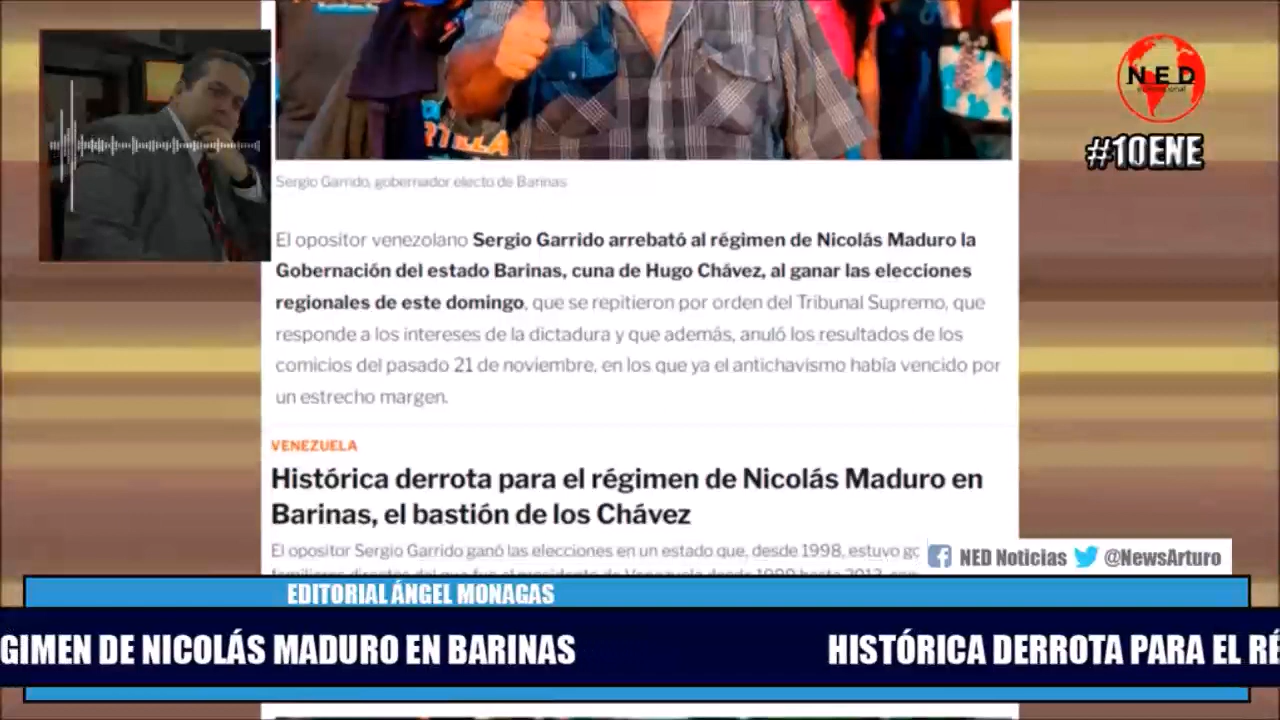 RTILLA
NED
#10ENE
Sergio Garrido, gobernador electo de Barinas
El opositor venezolano Sergio Garrido arrebató al régimen de Nicolás Maduro la
Gobernación del estado Barinas, cuna de Hugo Chávez, al ganar las elecciones
regionales de este domingo, que se repitieron por orden del Tribunal Supremo, que
responde a los intereses de la dictadura y que además, anuló los resultados de los
comicios del pasado 21 de noviembre, en los que ya el antichavismo había vencido por
un estrecho margen.
VENEZUELA
Histórica derrota para el régimen de Nicolás Maduro en
Barinas, el bastión de los Chávez
El opositor Sergio Garrido ganó las elecciones en un estado que, desde 1998, estuvo
NED Noticias @NewsArturo
EDITORIAL ÁNGEL MONAGAS
GIMEN DE NICOLÁS MADURO EN BARINAS HISTÓRICA DERROTA PARA EL RÉ